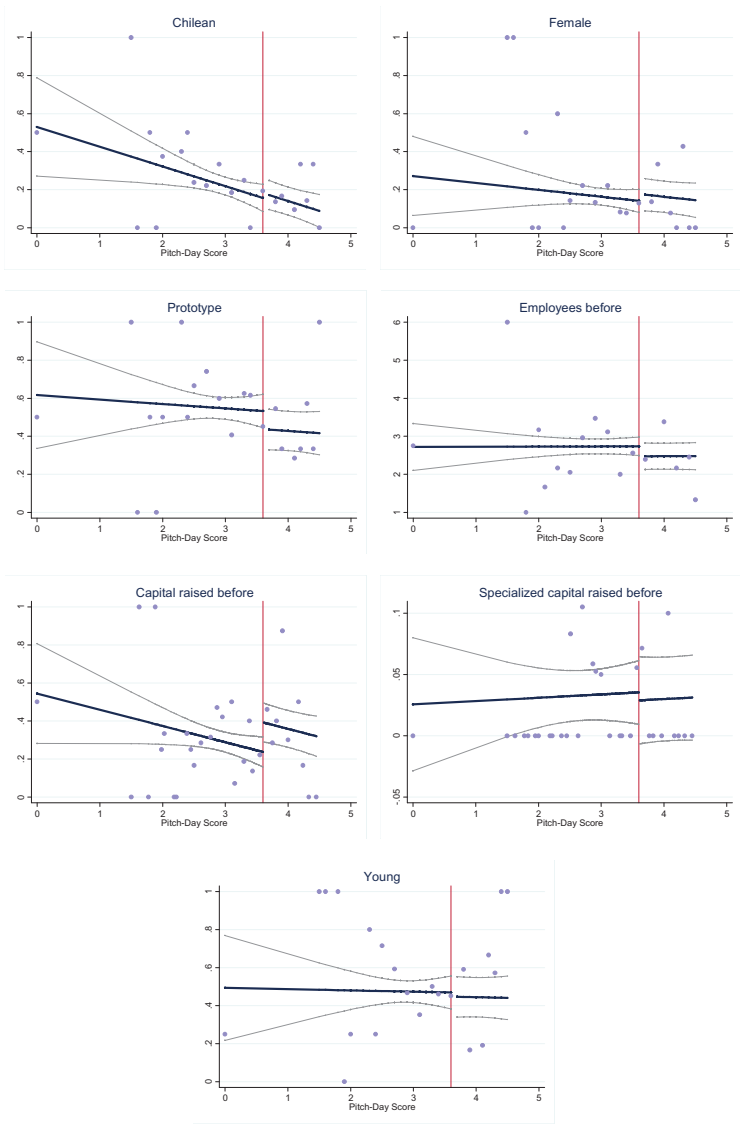 Chilean Female
1 1
.8 .8
.6 .6
.4 .4
.2 .2
0 0
0 1 2 3 4 5 0 1 2 3 4 5
Pitch-Day Score Pitch-Day Score
Prototype Employees before
1 6
.8 5
.6 4
.4 3
.2 2
0 1
0 1 2 3 4 5 0 1 2 3 4 5
Pitch-Day Score Pitch-Day Score
Capital raised before Specialized capital raised before
1 .1
.8 .05
.6 0
.4 -.05
.2
0
0 1 2 3 4 5 0 1 2 3 4 5
Pitch-Day Score Pitch-Day Score
Young
1
.8
.6
.4
.2
0
0 1 2 3 4 5
Pitch-Day Score